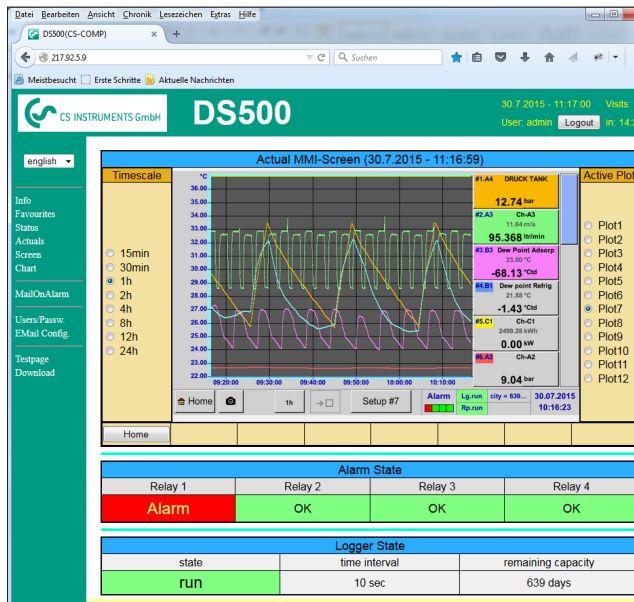 Datei Bearbeiten Ansicht Chronik Lesezeichen Extras Hilfe
DS500(CS-COMP)
217.92.5.9
Suchen
Meistbesucht Erste Schritte Aktuelle Nachrichten
CS INSTRUMENTS GmbH
DS500
30.7.2015 - 11:17:00 Visits:
User: admin Logout in: 14:
english
Info
Favourites
Status
Actuals
Screen
Chart
MailOnAlarm
Users/Passw.
EMail Config.
Testpage
Download
Actual MMI-Screen (30.7.2015 - 11:16:59)
Timescale
15min
30min
1h
2h
4h
8h
12h
24h
°C
36.00
35.00
34.00
33.00
32.00
31.00
30.00
29.00
28.00
27.00
26.00
25.00
24.00
23.00
22.00
09:20:00 09:30:00 09:40:00 09:50:00 10:00:00 10:10:00
#1.A4 DRUCK TANK
12.74 bar
#2.A3 Ch-A3
11.64 m/s
95.368 ltr/min
#3.B3 Dew Point Adsorp
23.80 °C
-68.13 °Ctd
#4.B1 Dew point Refrig
21.88 °C
-1.43 °Ctd
#5.C1 Ch-C1
2499.28 kWh
0.00 kW
#6.A2 Ch-A2
9.04 bar
Home
1h
Setup #7
Alarm
Lg.run
Rp.run
city = 639...
30.07.2015
10:16:23
Active Plot
Plot1
Plot2
Plot3
Plot4
Plot5
Plot6
Plot7
Plot8
Plot9
Plot10
Plot11
Plot12
Home
Alarm State
Relay 1 Relay 2 Relay 3 Relay 4
Alarm OK OK OK
Logger State
state time interval remaining capacity
run 10 sec 639 days